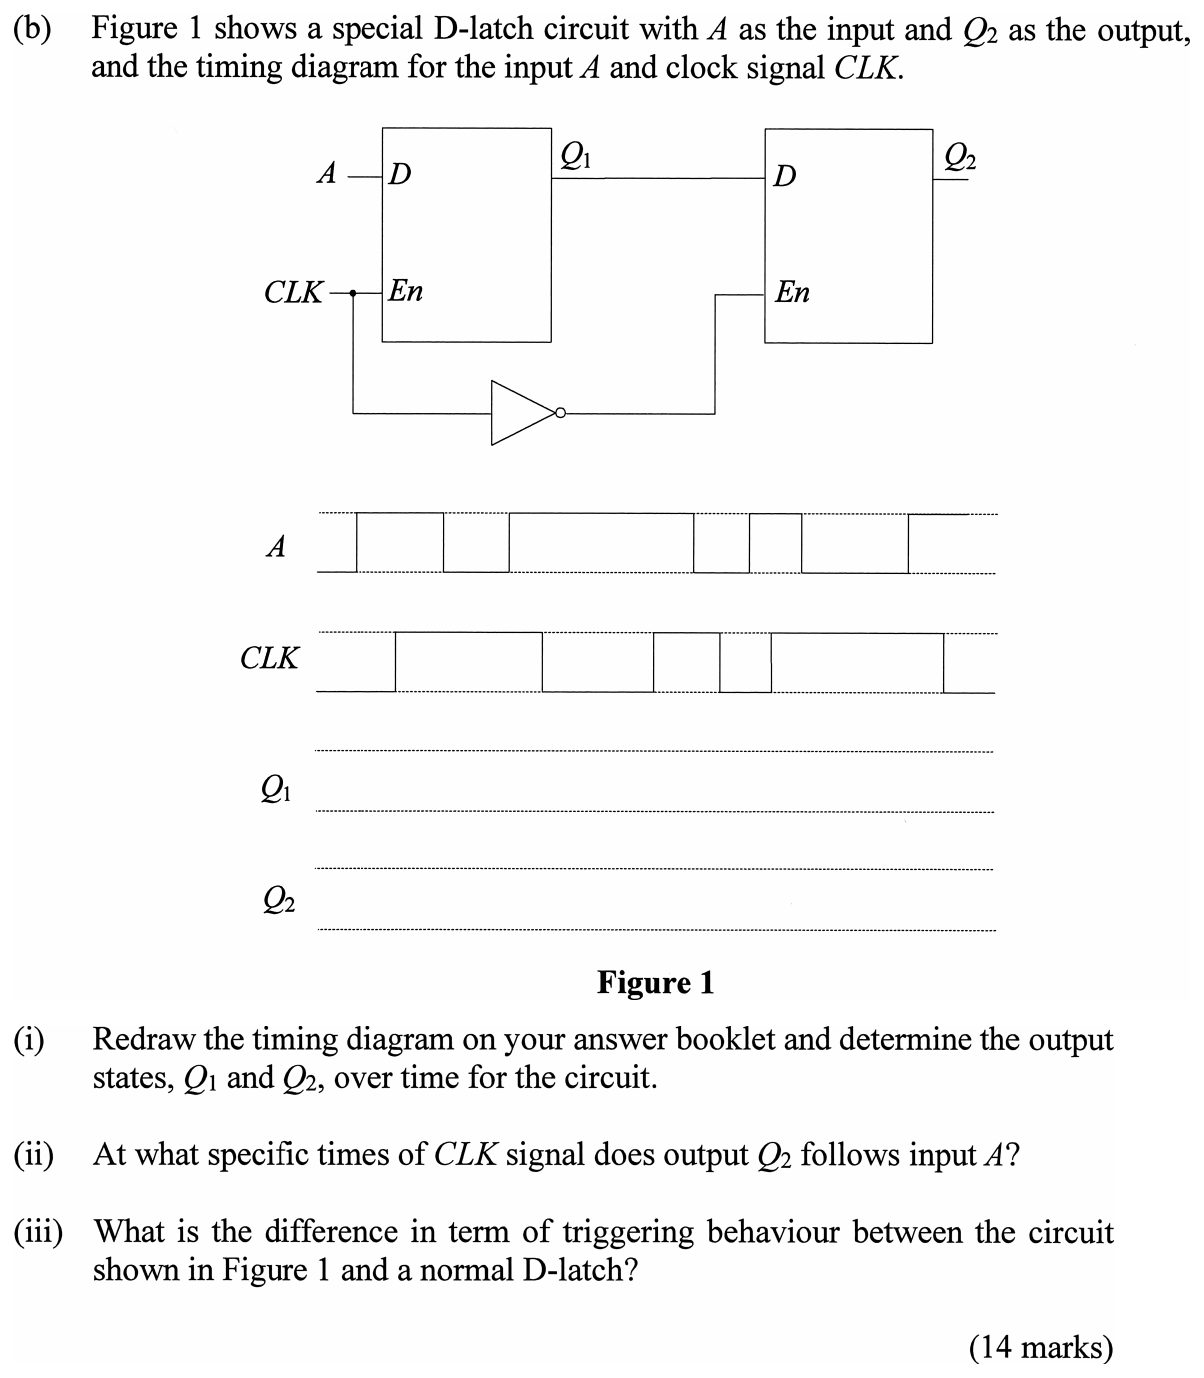 (b) Figure 1 shows a special D-latch circuit with A as the input and Q2 as the output,
and the timing diagram for the input A and clock signal CLK.
A D Q1 D Q2
CLK En En
A
CLK
Q1
Q2
Figure 1
(i) Redraw the timing diagram on your answer booklet and determine the output
states, Q1 and Q2, over time for the circuit.
(ii) At what specific times of CLK signal does output Q2 follows input A?
(iii) What is the difference in term of triggering behaviour between the circuit
shown in Figure 1 and a normal D-latch?
(14 marks)